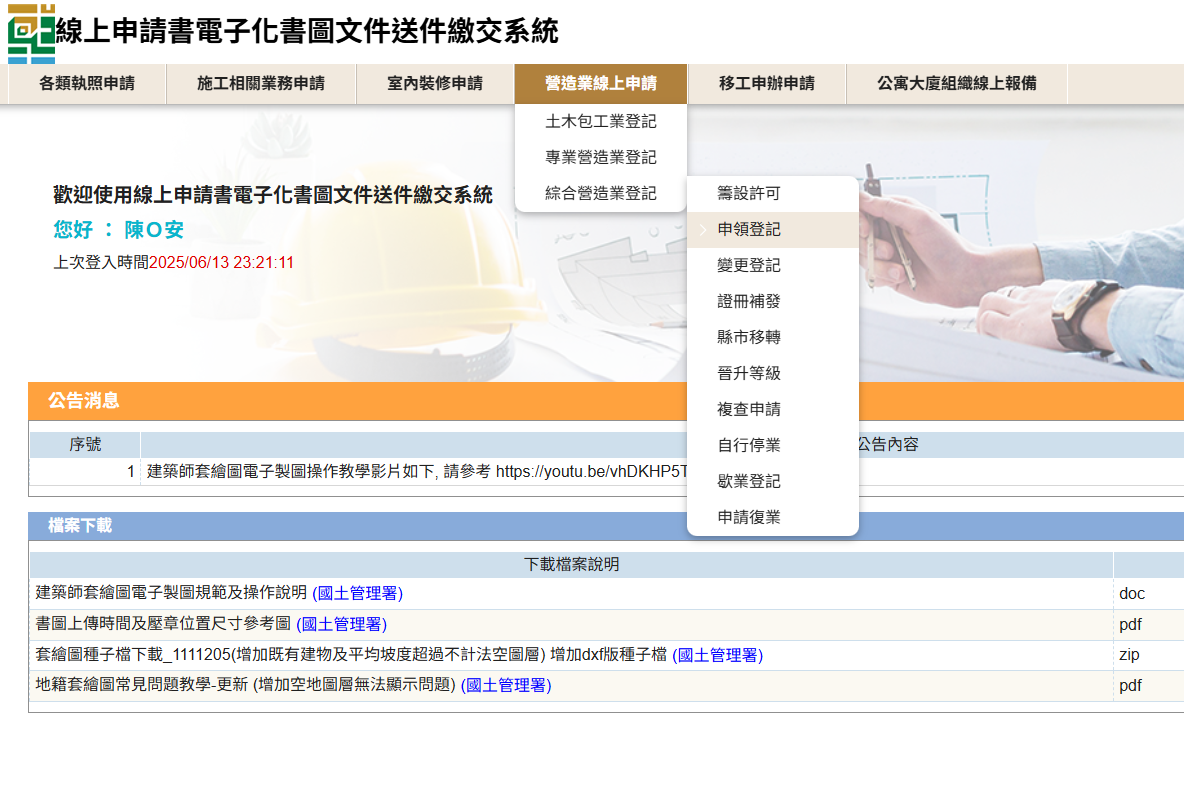 線上申請書電子化書圖文件送件繳交系統
各類執照申請 施工相關業務申請 室內裝修申請 營造業線上申請 移工申辦申請 公寓大廈組織線上報備
土木包工業登記
專業營造業登記
綜合營造業登記
籌設許可
申領登記
變更登記
證冊補發
縣市移轉
晉升等級
複查申請
自行停業
歇業登記
申請復業
歡迎使用線上申請書電子化書圖文件送件繳交系統
您好 : 陳O安
上次登入時間2025/06/13 23:21:11
公告消息
序號 公告內容
1 建築師套繪圖電子製圖操作教學影片如下, 請參考 https://youtu.be/vhDKHP5T
檔案下載
下載檔案說明
建築師套繪圖電子製圖規範及操作說明 (國土管理署) doc
書圖上傳時間及壓章位置尺寸參考圖 (國土管理署) pdf
套繪圖種子檔下載_1111205(增加既有建物及平均坡度超過不計法空圖層) 增加dxf版種子檔 (國土管理署) zip
地籍套繪圖常見問題教學-更新 (增加空地圖層無法顯示問題) (國土管理署) pdf